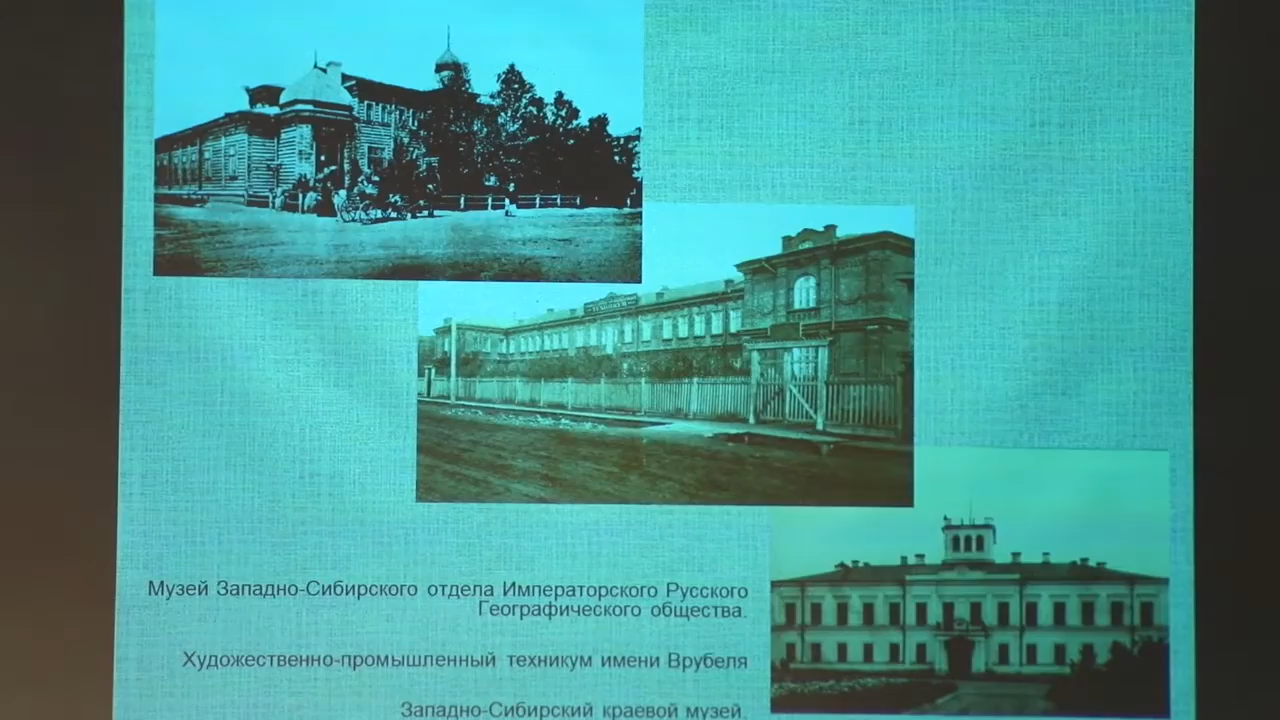 Музей Западно-Сибирского отдела Императорского Русского
Географического общества.
Художественно-промышленный техникум имени Врубеля
Западно-Сибирский краевой музей.